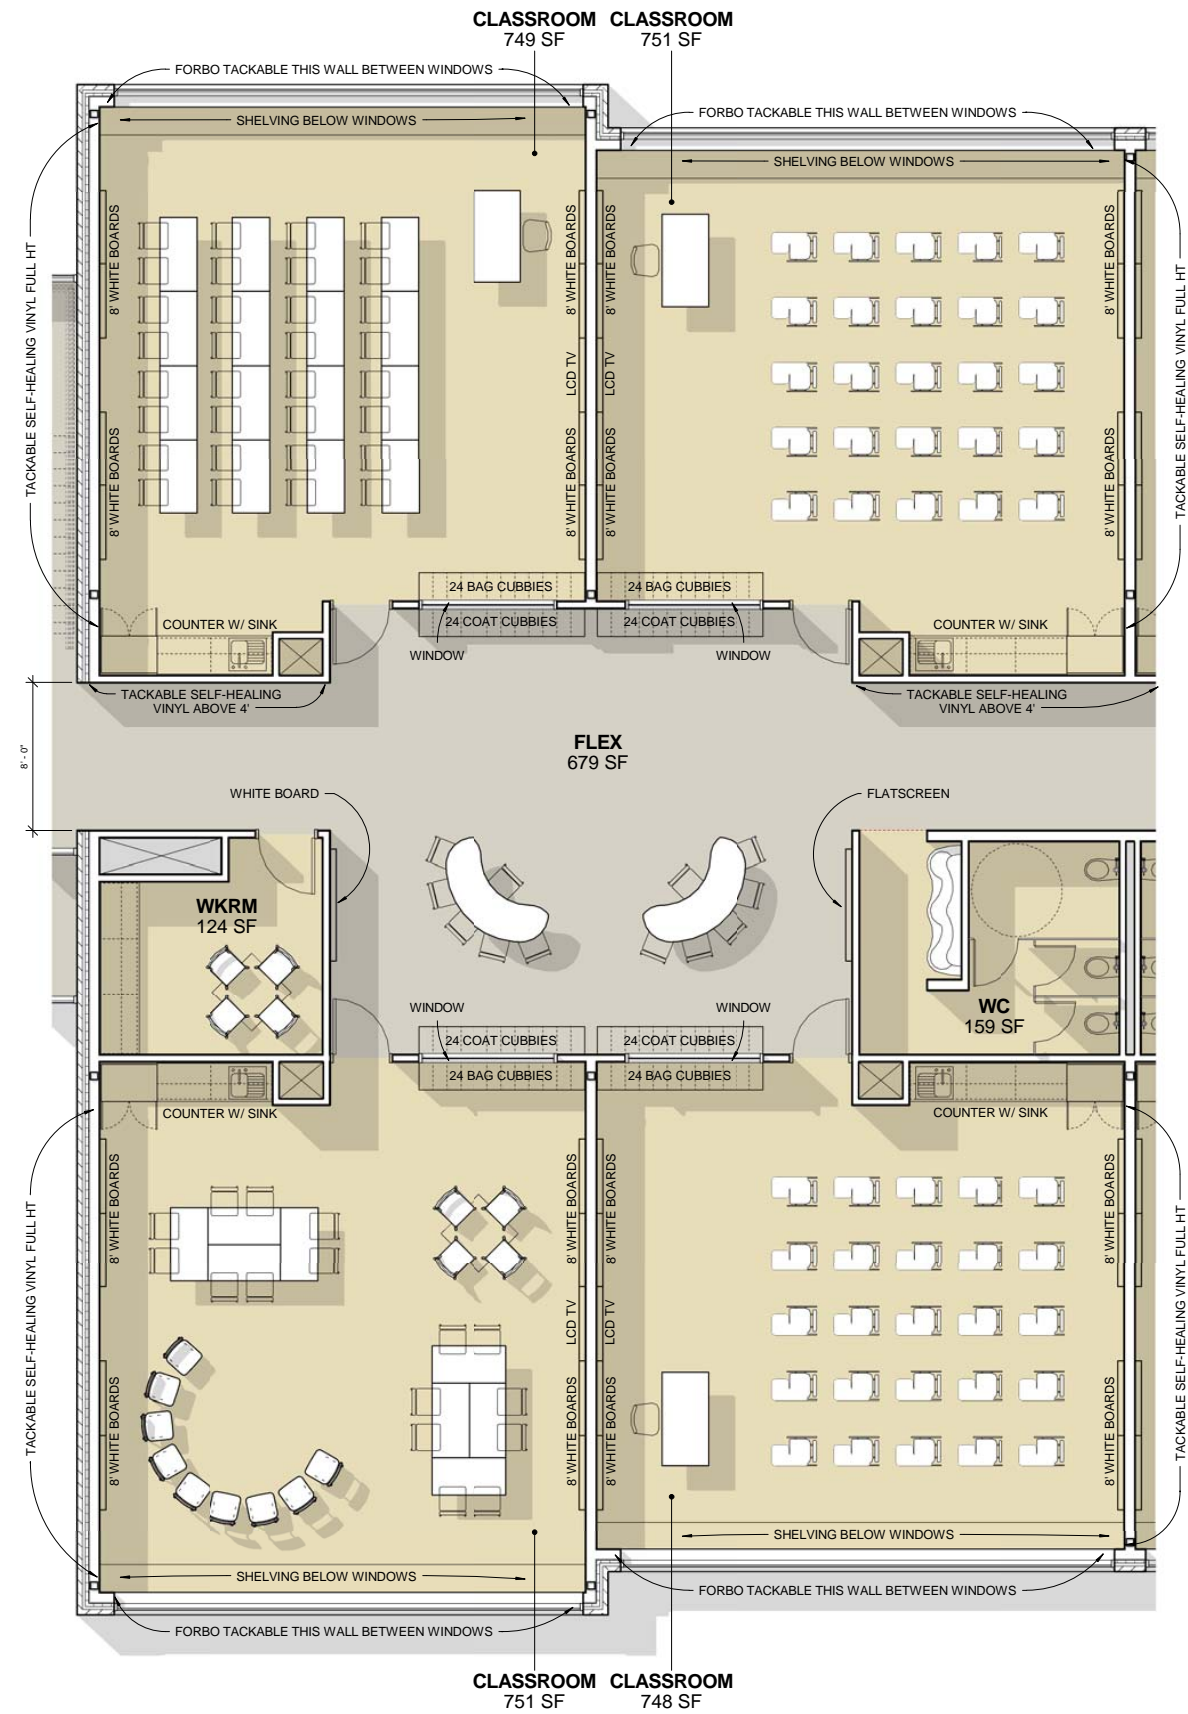 CLASSROOM CLASSROOM
749 SF 751 SF
FORBO TACKABLE THIS WALL BETWEEN WINDOWS
FORBO TACKABLE THIS WALL BETWEEN WINDOWS
SHELVING BELOW WINDOWS
SHELVING BELOW WINDOWS
TACKABLE SELF-HEALING VINYL FULL HT
8' WHITE BOARDS
8' WHITE BOARDS
8' WHITE BOARDS
LCD TV
8' WHITE BOARDS
8' WHITE BOARDS
LCD TV
8' WHITE BOARDS
8' WHITE BOARDS
8' WHITE BOARDS
TACKABLE SELF-HEALING VINYL FULL HT
24 BAG CUBBIES
24 BAG CUBBIES
COUNTER W/ SINK
24 COAT CUBBIES
24 COAT CUBBIES
COUNTER W/ SINK
WINDOW
WINDOW
TACKABLE SELF-HEALING
VINYL ABOVE 4'
TACKABLE SELF-HEALING
VINYL ABOVE 4'
8' - 0"
FLEX
679 SF
WHITE BOARD
FLATSCREEN
WKRM
124 SF
WC
159 SF
WINDOW
WINDOW
24 COAT CUBBIES
24 COAT CUBBIES
24 BAG CUBBIES
24 BAG CUBBIES
COUNTER W/ SINK
COUNTER W/ SINK
TACKABLE SELF-HEALING VINYL FULL HT
8' WHITE BOARDS
8' WHITE BOARDS
8' WHITE BOARDS
LCD TV
8' WHITE BOARDS
8' WHITE BOARDS
LCD TV
8' WHITE BOARDS
8' WHITE BOARDS
8' WHITE BOARDS
TACKABLE SELF-HEALING VINYL FULL HT
SHELVING BELOW WINDOWS
SHELVING BELOW WINDOWS
FORBO TACKABLE THIS WALL BETWEEN WINDOWS
FORBO TACKABLE THIS WALL BETWEEN WINDOWS
CLASSROOM CLASSROOM
751 SF 748 SF